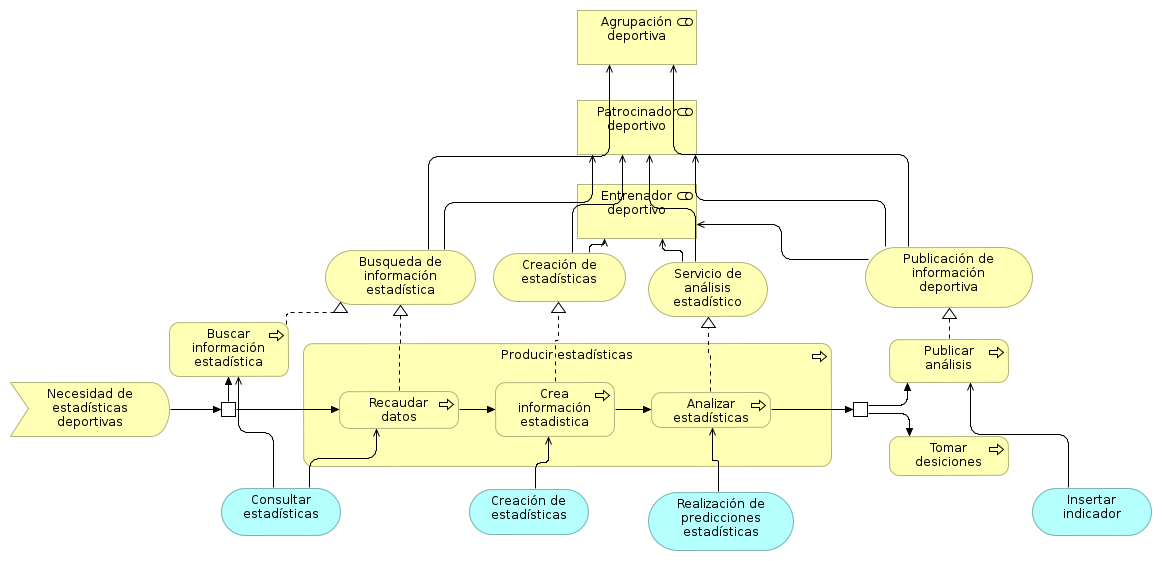 Agrupación
deportiva
Patrocinador
deportivo
Entrenador
deportivo
Busqueda de
información
estadística
Creación de
estadísticas
Servicio de
análisis
estadístico
Publicación de
información
deportiva
Buscar
información
estadística
Producir estadísticas
Publicar
análisis
Necesidad de
estadísticas
deportivas
Recaudar
datos
Crea
información
estadistica
Analizar
estadísticas
Tomar
desiciones
Consultar
estadísticas
Creación de
estadísticas
Realización de
predicciones
estadísticas
Insertar
indicador